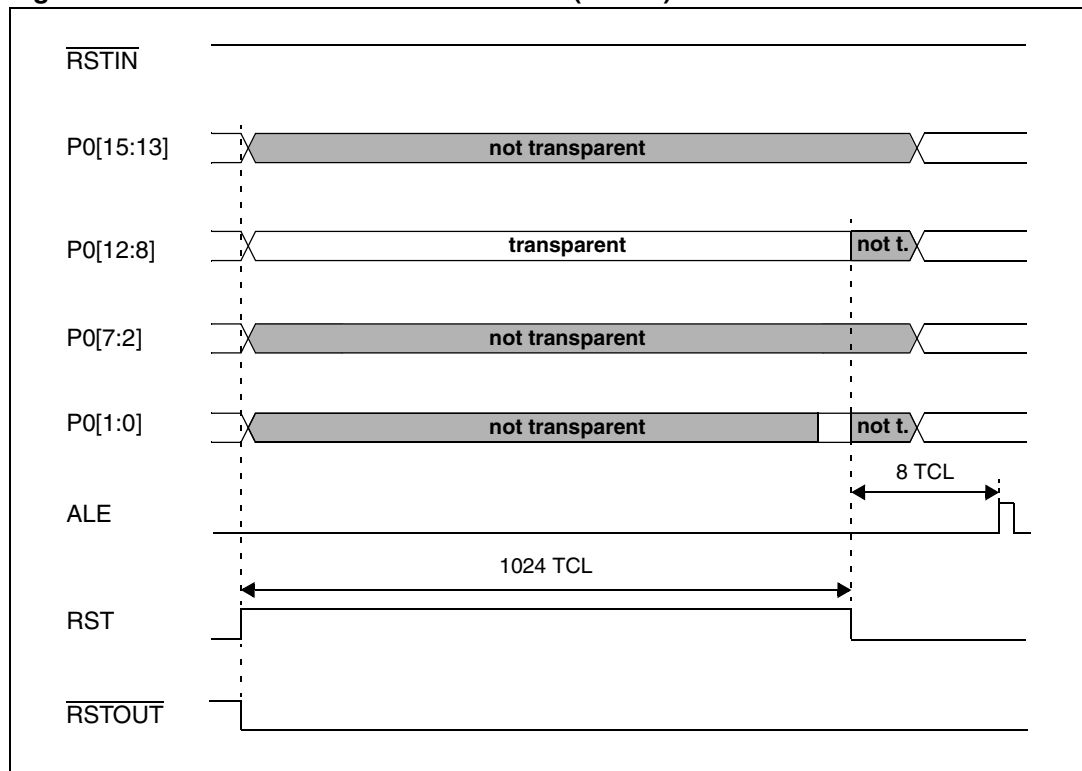 RSTIN
P0[15:13]
not transparent
P0[12:8]
transparent
not t.
P0[7:2]
not transparent
P0[1:0]
not transparent
not t.
8 TCL
ALE
1024 TCL
RST
RSTOUT